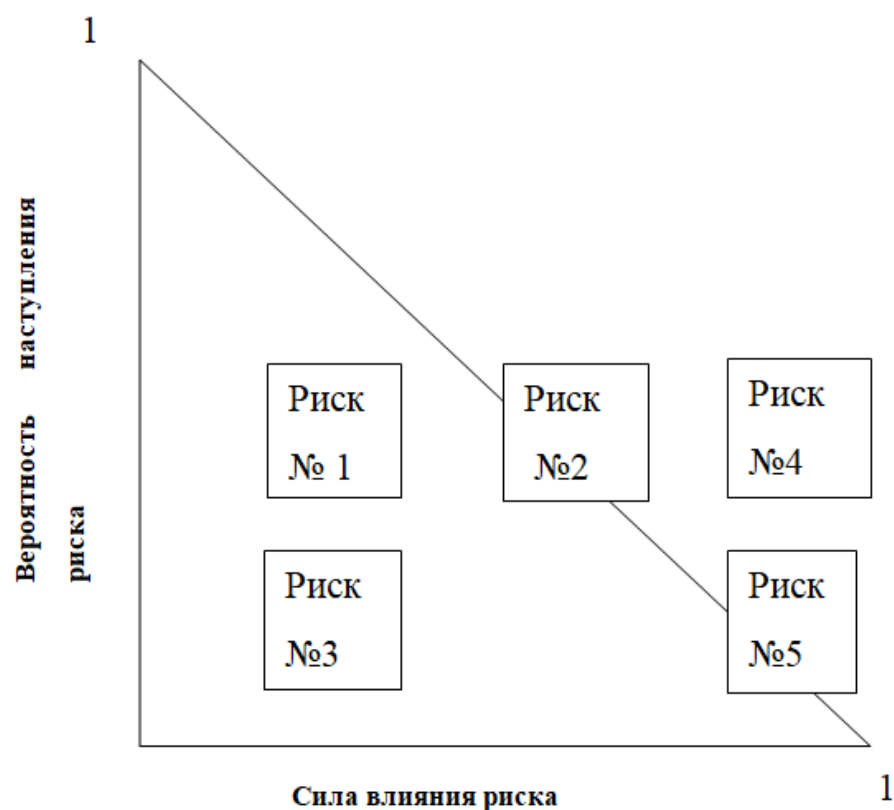 1
Вероятность наступления
риска
Риск
№ 1
Риск
№2
Риск
№4
Риск
№3
Риск
№5
Сила влияния риска
1